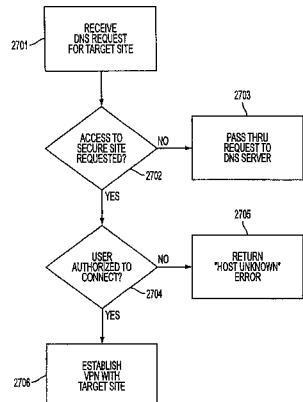 2701
RECEIVE
DNS REQUEST
FOR TARGET SITE
2703
ACCESS TO
SECURE SITE
REQUESTED?
NO
PASS THRU
REQUEST TO
DNS SERVER
2702
YES
2705
USER
AUTHORIZED TO
CONNECT?
NO
RETURN
"HOST UNKNOWN"
ERROR
2704
YES
2706
ESTABLISH
VPN WITH
TARGET SITE